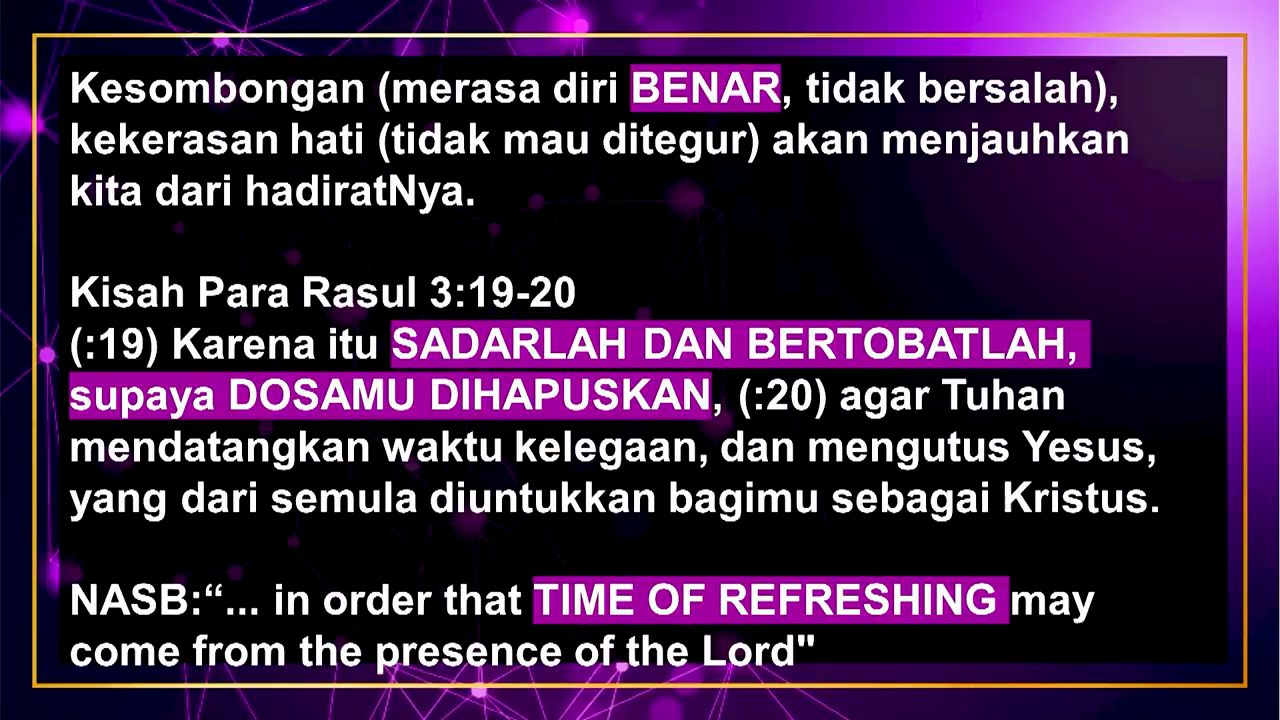 Kesombongan (merasa diri BENAR, tidak bersalah),
kekerasan hati (tidak mau ditegur) akan menjauhkan
kita dari hadiratNya.
Kisah Para Rasul 3:19-20
(:19) Karena itu SADARLAH DAN BERTOBATLAH,
supaya DOSAMU DIHAPUSKAN, (:20) agar Tuhan
mendatangkan waktu kelegaan, dan mengutus Yesus,
yang dari semula diuntukkan bagimu sebagai Kristus.
NASB:“... in order that TIME OF REFRESHING may
come from the presence of the Lord"